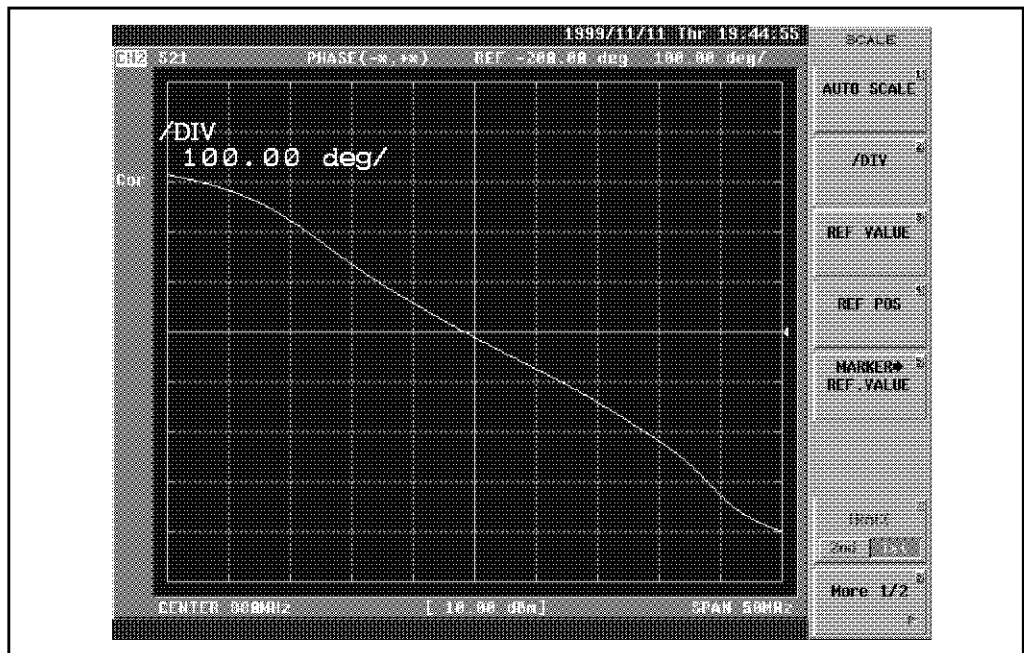 1999/11/11 Thr 19:44:55
CH2 S21 PHASE(-∞,+∞) REF -200.00 deg 100.00 deg/
/DIV
100.00 deg/
Cor
CENTER MHz [ 10.00 dBm] SPAN 50MHz
SCALE
AUTO SCALE
/DIV
REF VALUE
REF POS
MARKER→
REF.VALUE
2nd
More 1/2